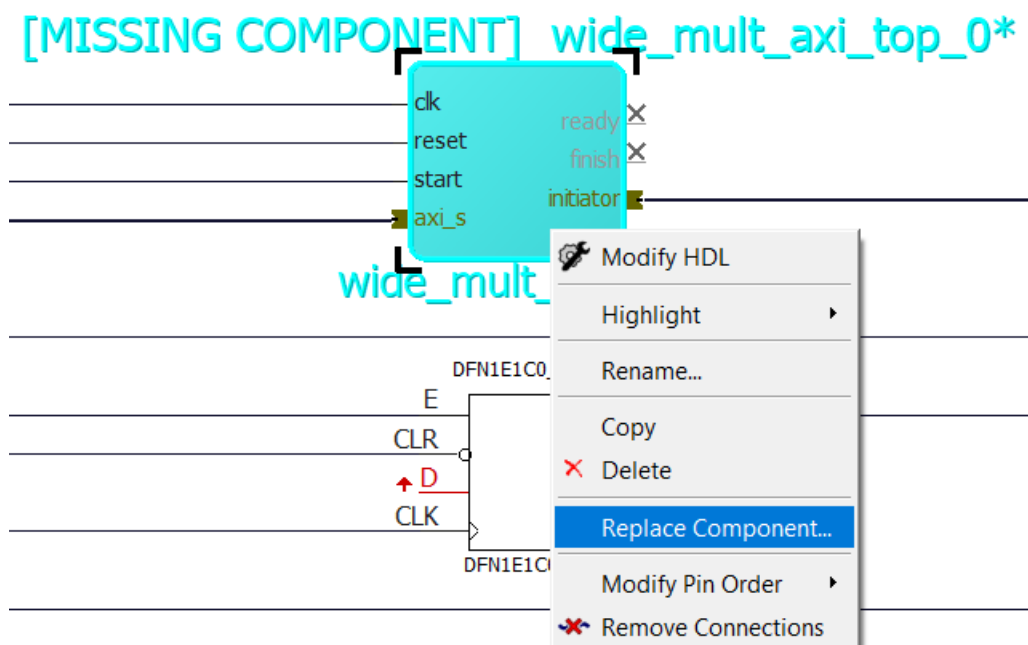 [MISSING COMPONENT] wide_mult_axi_top_0*
clk
ready
reset
finish
start
initiator
axi_s
wide_mult_
Modify HDL
Highlight
Rename...
Copy
Delete
Replace Component...
Modify Pin Order
Remove Connections
DFN1E1C0_
E
CLR
D
CLK
DFN1E1C